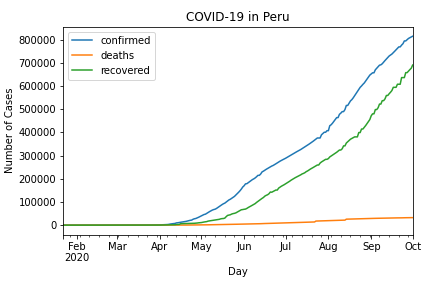 COVID-19 in Peru
confirmed
deaths
recovered
Number of Cases
800000
700000
600000
500000
400000
300000
200000
100000
0
Feb Mar Apr May Jun Jul Aug Sep Oct
2020
Day